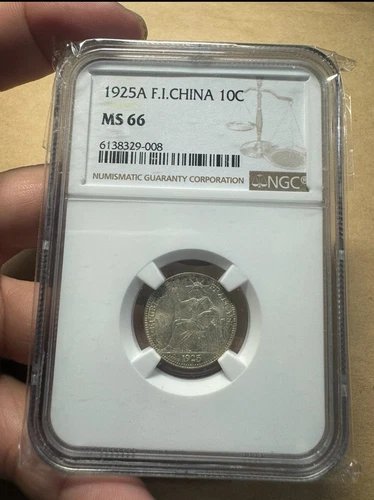 1925A F.I.CHINA 10C
MS 66
6138329-008
NUMISMATIC GUARANTY CORPORATION NGC®
1925